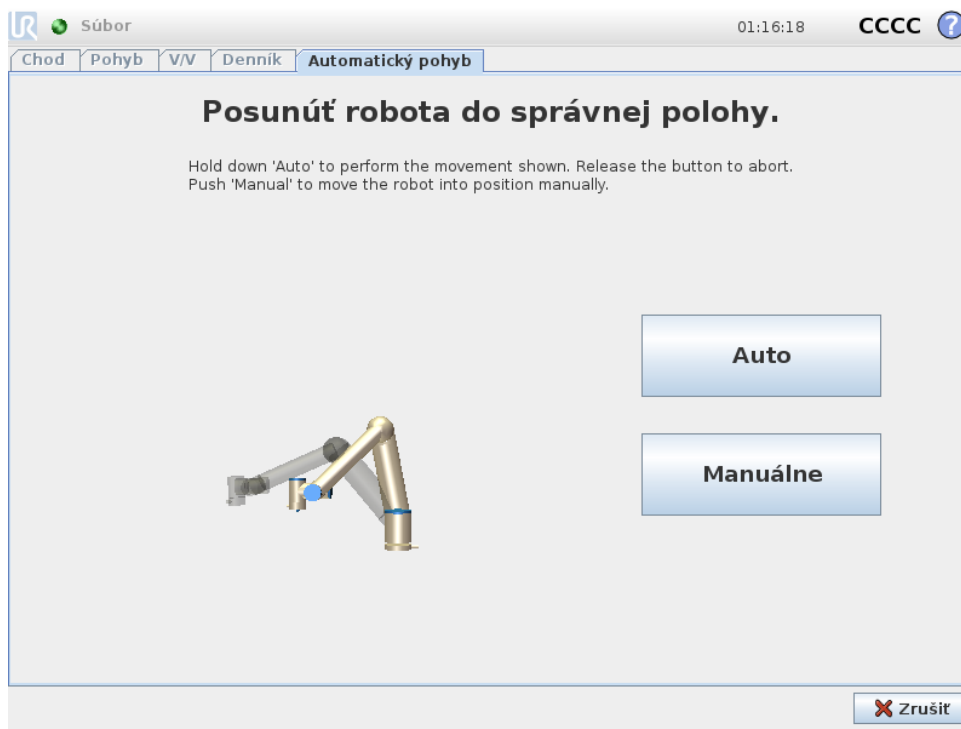 UR Súbor 01:16:18 CCCC ?
Chod Pohyb V/V Denník Automatický pohyb
Posunúť robota do správnej polohy.
Hold down 'Auto' to perform the movement shown. Release the button to abort.
Push 'Manual' to move the robot into position manually.
Auto
Manuálne
Zrušiť